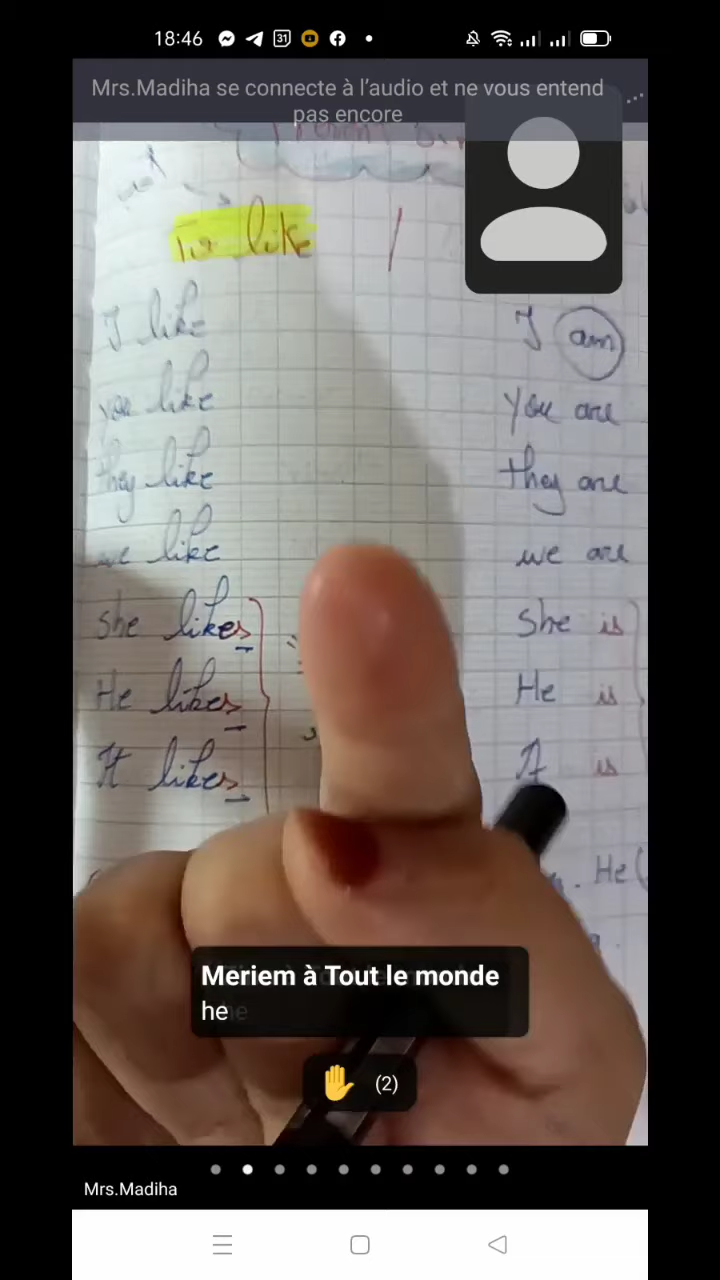 18:46
31
Mrs.Madiha se connecte à l'audio et ne vous entend
pas encore
To like
I like
I am
you like
you are
they like
they are
we like
we are
she likes
She is
He likes
He is
It likes
It is
He
Meriem à Tout le monde
he
(2)
Mrs.Madiha